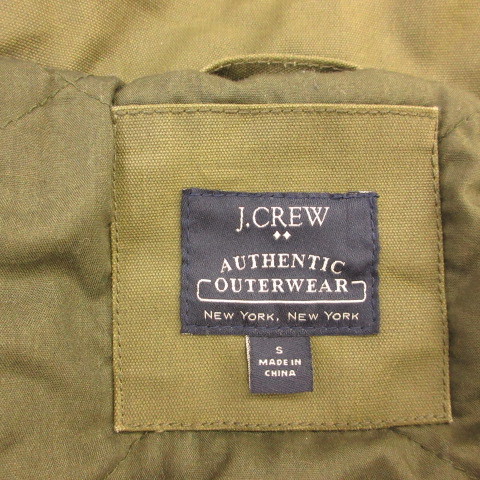 J.CREW
AUTHENTIC
OUTERWEAR
NEW YORK, NEW YORK
S
MADE IN
CHINA